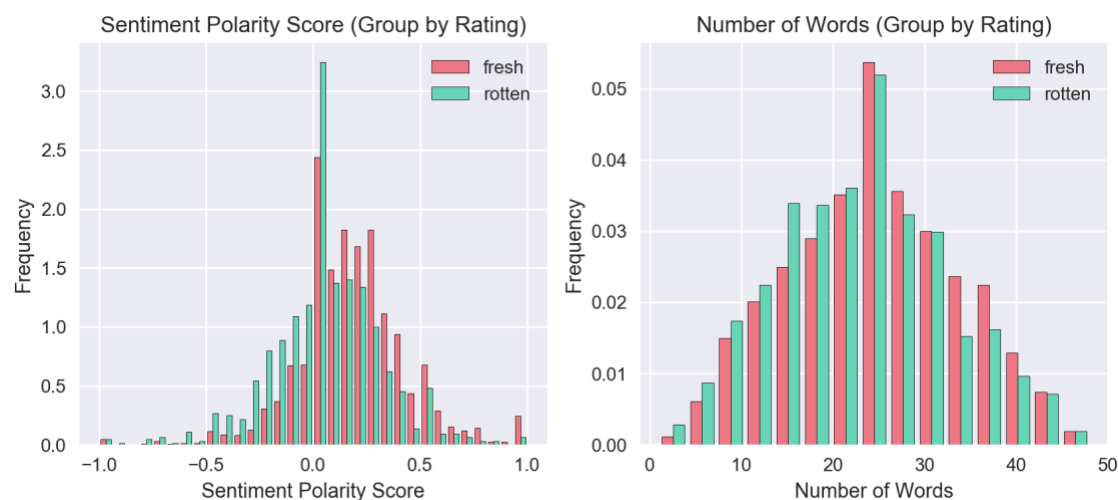 Sentiment Polarity Score (Group by Rating)
fresh
rotten
3.0
2.5
2.0
1.5
1.0
0.5
0.0
Frequency
−1.0 −0.5 0.0 0.5 1.0
Sentiment Polarity Score
Number of Words (Group by Rating)
fresh
rotten
0.05
0.04
0.03
0.02
0.01
0.00
Frequency
0 10 20 30 40 50
Number of Words